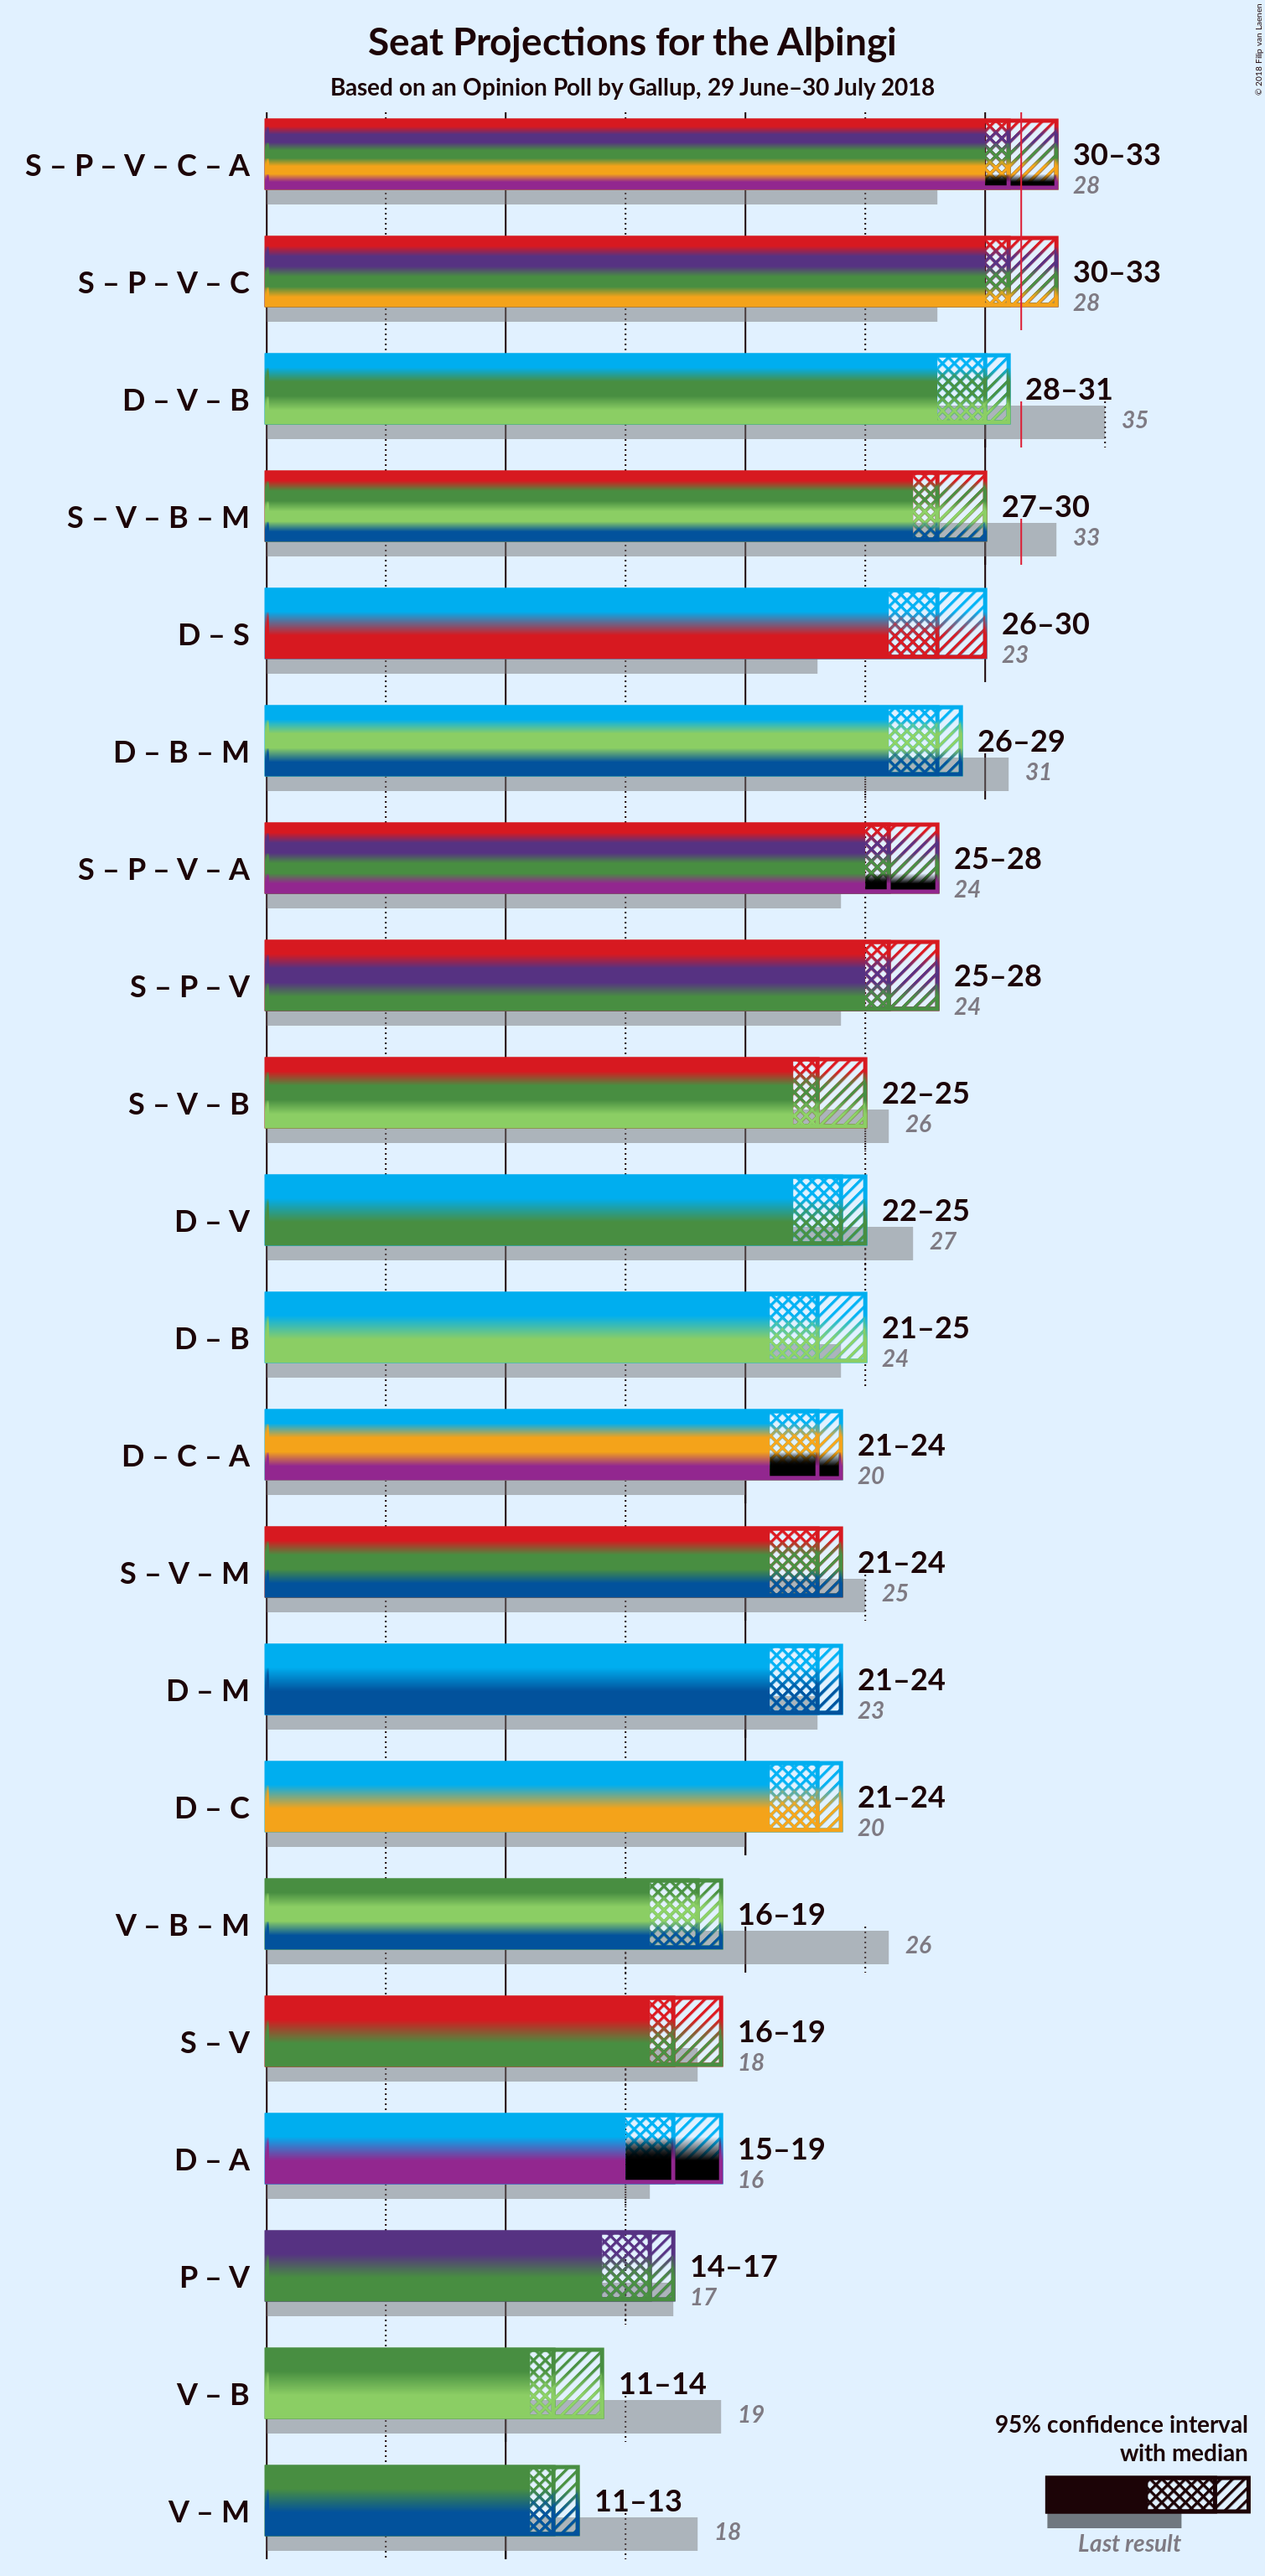 Seat Projections for the Alþingi
Based on an Opinion Poll by Gallup, 29 June–30 July 2018
© 2018 Filip van Laenen
S – P – V – C – A
30–33
28
S – P – V – C
30–33
28
D – V – B
28–31
35
S – V – B – M
27–30
33
D – S
26–30
23
D – B – M
26–29
31
S – P – V – A
25–28
24
S – P – V
25–28
24
S – V – B
22–25
26
D – V
22–25
27
D – B
21–25
24
D – C – A
21–24
20
S – V – M
21–24
25
D – M
21–24
23
D – C
21–24
20
V – B – M
16–19
26
S – V
16–19
18
D – A
15–19
16
P – V
14–17
17
V – B
11–14
19
V – M
11–13
18
95% confidence interval
with median
Last result